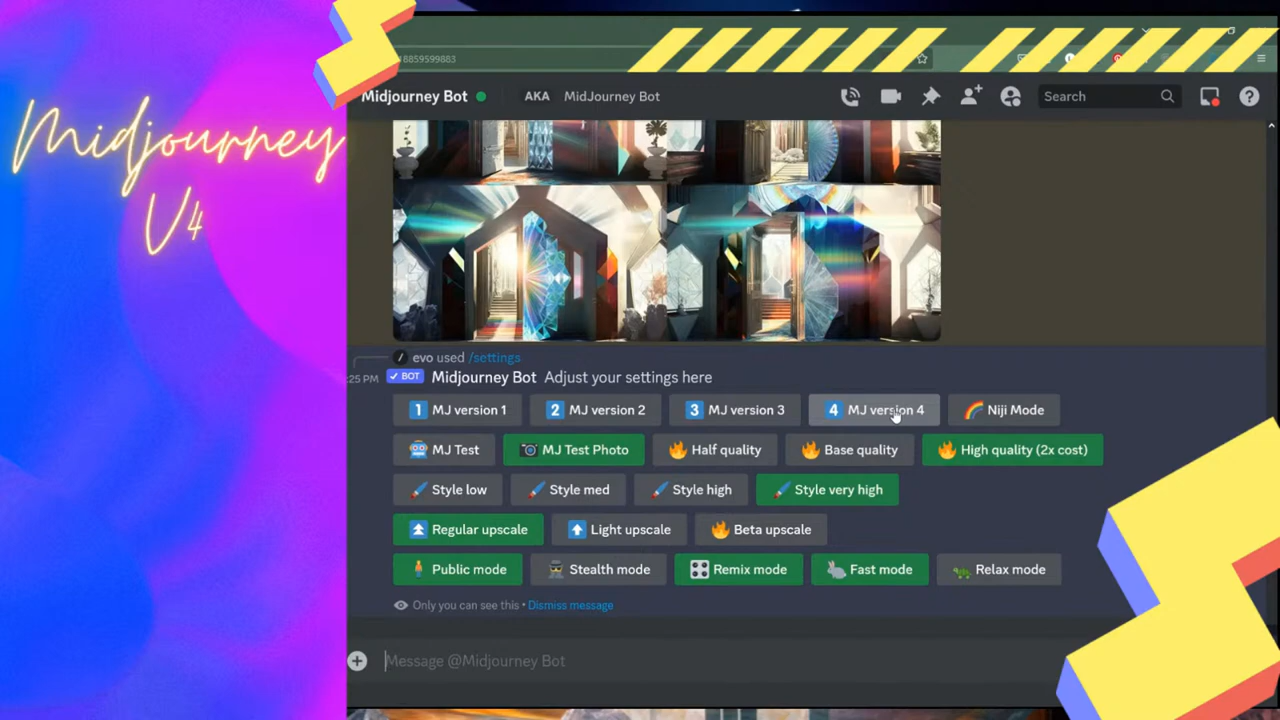 Midjourney
V4
8859599883
Midjourney Bot AKA MidJourney Bot Search
evo used /settings
:25 PM BOT Midjourney Bot Adjust your settings here
1 MJ version 1 2 MJ version 2 3 MJ version 3 4 MJ version 4 Niji Mode
MJ Test MJ Test Photo Half quality Base quality High quality (2x cost)
Style low Style med Style high Style very high
Regular upscale Light upscale Beta upscale
Public mode Stealth mode Remix mode Fast mode Relax mode
Only you can see this • Dismiss message
Message @Midjourney Bot